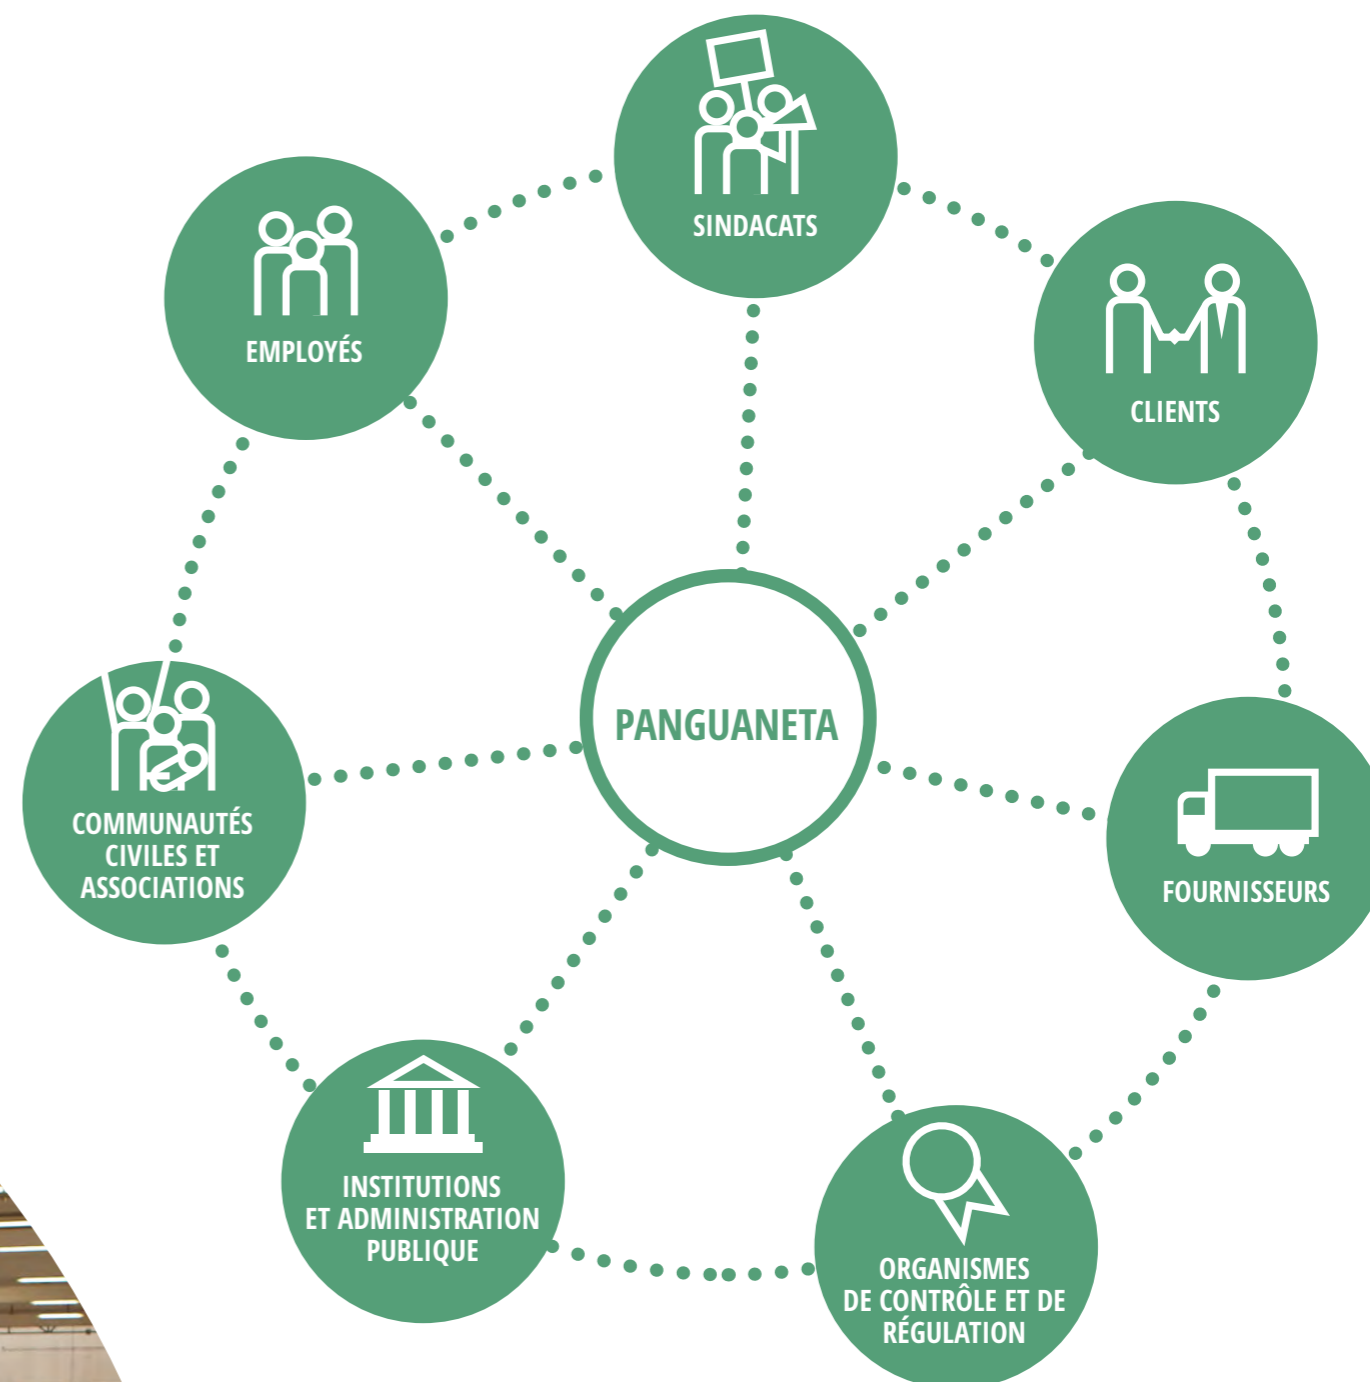 SINDACATS
EMPLOYÉS
CLIENTS
PANGUANETA
COMMUNAUTÉS
CIVILES ET
ASSOCIATIONS
FOURNISSEURS
INSTITUTIONS
ET ADMINISTRATION
PUBLIQUE
ORGANISMES
DE CONTRÔLE ET DE
RÉGULATION